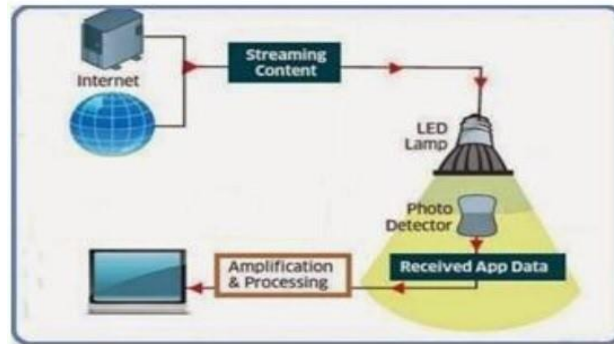 Internet
Streaming
Content
LED
Lamp
Photo
Detector
Received App Data
Amplification
& Processing